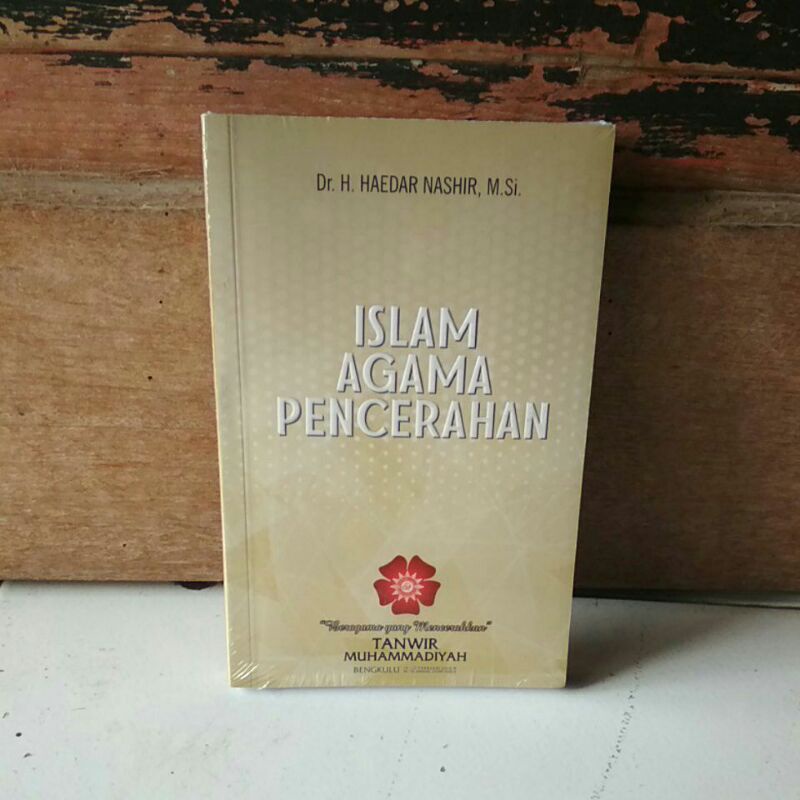 Dr. H. HAEDAR NASHIR, M.Si.
ISLAM
AGAMA
PENCERAHAN
"Beragama yang Mencerahkan"
TANWIR
MUHAMMADIYAH
BENGKULU